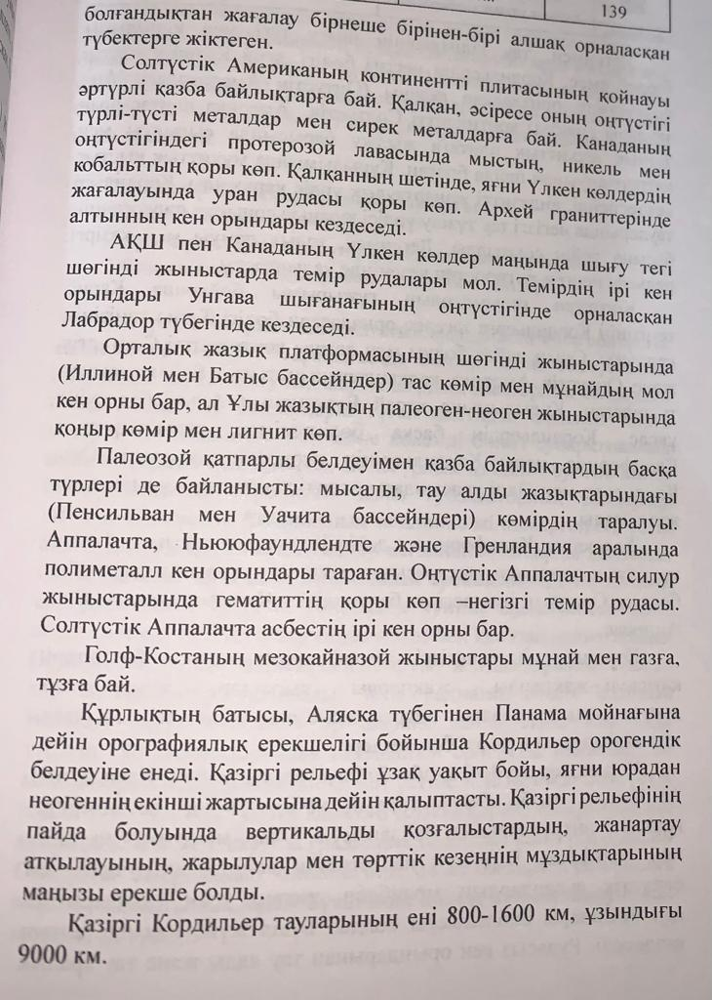 139
болғандықтан жағалау бірнеше бірінен-бірі алшақ орналасқан
түбектерге жіктеген.
Солтүстік Американың континентті плитасының қойнауы
әртүрлі қазба байлықтарға бай. Қалқан, әсіресе оның оңтүстігі
түрлі-түсті металдар мен сирек металдарға бай. Канаданың
оңтүстігіндегі протерозой лавасында мыстың, никель мен
кобальттың қоры көп. Қалқанның шетінде, яғни Үлкен көлдердің
жағалауында уран рудасы қоры көп. Архей граниттерінде
алтынның кен орындары кездеседі.
АҚШ пен Канаданың Үлкен көлдер маңында шығу тегі
шөгінді жыныстарда темір рудалары мол. Темірдің ірі кен
орындары Унгава шығанағының оңтүстігінде орналасқан
Лабрадор түбегінде кездеседі.
Орталық жазық платформасының шөгінді жыныстарында
(Иллиной мен Батыс бассейндер) тас көмір мен мұнайдың мол
кен орны бар, ал Ұлы жазықтың палеоген-неоген жыныстарында
қоңыр көмір мен лигнит көп.
Палеозой қатпарлы белдеуімен қазба байлықтардың басқа
түрлері де байланысты: мысалы, тау алды жазықтарындағы
(Пенсильван мен Уачита бассейндері) көмірдің таралуы.
Аппалачта, Ньююфаундлендте және Гренландия аралында
полиметалл кен орындары тараған. Оңтүстік Аппалачтың силур
жыныстарында гематиттің қоры көп –негізгі темір рудасы.
Солтүстік Аппалачта асбестің ірі кен орны бар.
Голф-Костаның мезокайназой жыныстары мұнай мен газға,
тұзға бай.
Құрлықтың батысы, Аляска түбегінен Панама мойнағына
дейін орографиялық ерекшелігі бойынша Кордильер орогендік
белдеуіне енеді. Қазіргі рельефі ұзақ уақыт бойы, яғни юрадан
неогеннің екінші жартысына дейін қалыптасты. Қазіргі рельефінің
пайда болуында вертикальды қозғалыстардың, жанартау
атқылауының, жарылулар мен төрттік кезеңнің мұздықтарының
маңызы ерекше болды.
Қазіргі Кордильер тауларының ені 800-1600 км, ұзындығы
9000 км.